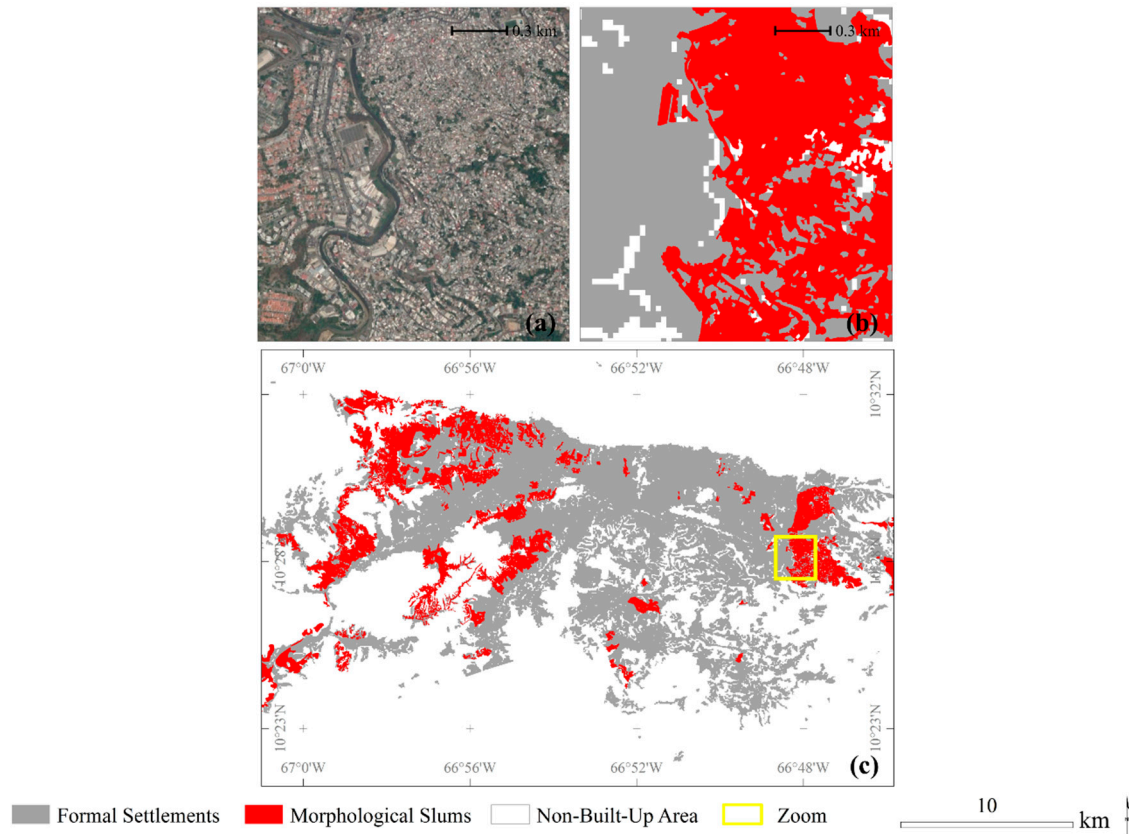 0.3 km
0.3 km
(a)
(b)
67°0'W
66°56'W
66°52'W
66°48'W
10°32'N
10°32'N
10°28'N
10°23'N
10°23'N
67°0'W
66°56'W
66°52'W
66°48'W
(c)
Formal Settlements
Morphological Slums
Non-Built-Up Area
Zoom
10
km